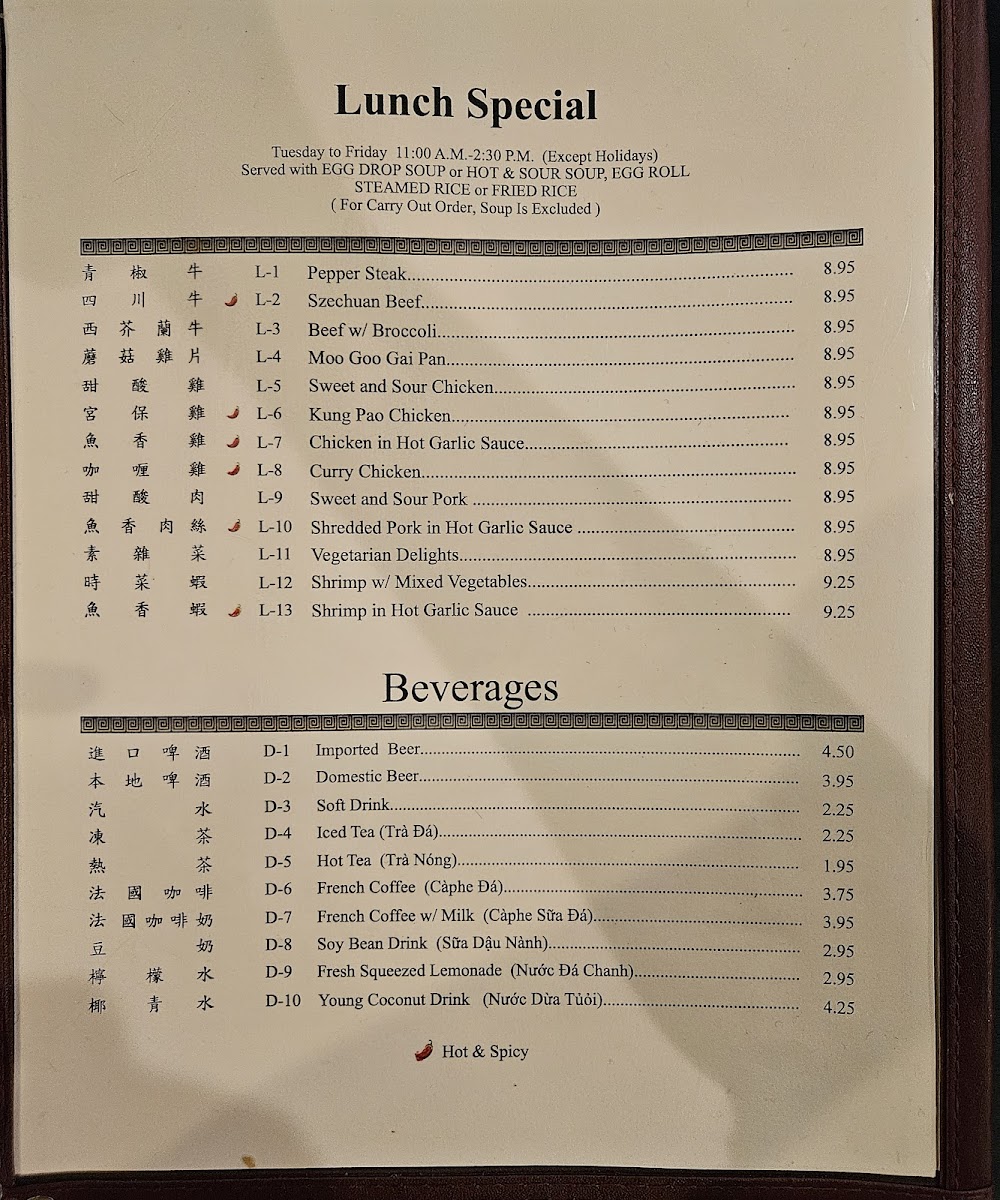 Lunch Special
Tuesday to Friday 11:00 A.M.-2:30 P.M. (Except Holidays)
Served with EGG DROP SOUP or HOT & SOUR SOUP, EGG ROLL
STEAMED RICE or FRIED RICE
( For Carry Out Order, Soup Is Excluded )
青椒牛 L-1 Pepper Steak 8.95
四川牛 L-2 Szechuan Beef 8.95
西芥蘭牛 L-3 Beef w/ Broccoli 8.95
蘑菇雞片 L-4 Moo Goo Gai Pan 8.95
甜酸雞 L-5 Sweet and Sour Chicken 8.95
宮保雞 L-6 Kung Pao Chicken 8.95
魚香雞 L-7 Chicken in Hot Garlic Sauce 8.95
咖喱雞 L-8 Curry Chicken 8.95
甜酸肉 L-9 Sweet and Sour Pork 8.95
魚香肉絲 L-10 Shredded Pork in Hot Garlic Sauce 8.95
素雜菜 L-11 Vegetarian Delights 8.95
時菜蝦 L-12 Shrimp w/ Mixed Vegetables 9.25
魚香蝦 L-13 Shrimp in Hot Garlic Sauce 9.25
Beverages
進口啤酒 D-1 Imported Beer 4.50
本地啤酒 D-2 Domestic Beer 3.95
汽水 D-3 Soft Drink 2.25
凍茶 D-4 Iced Tea (Trà Đá) 2.25
熱茶 D-5 Hot Tea (Trà Nóng) 1.95
法國咖啡 D-6 French Coffee (Càphe Đá) 3.75
法國咖啡奶 D-7 French Coffee w/ Milk (Càphe Sữa Đá) 3.95
豆奶 D-8 Soy Bean Drink (Sữa Dậu Nành) 2.95
檸檬水 D-9 Fresh Squeezed Lemonade (Nước Đá Chanh) 2.95
椰青水 D-10 Young Coconut Drink (Nước Dừa Tủỏi) 4.25
Hot & Spicy